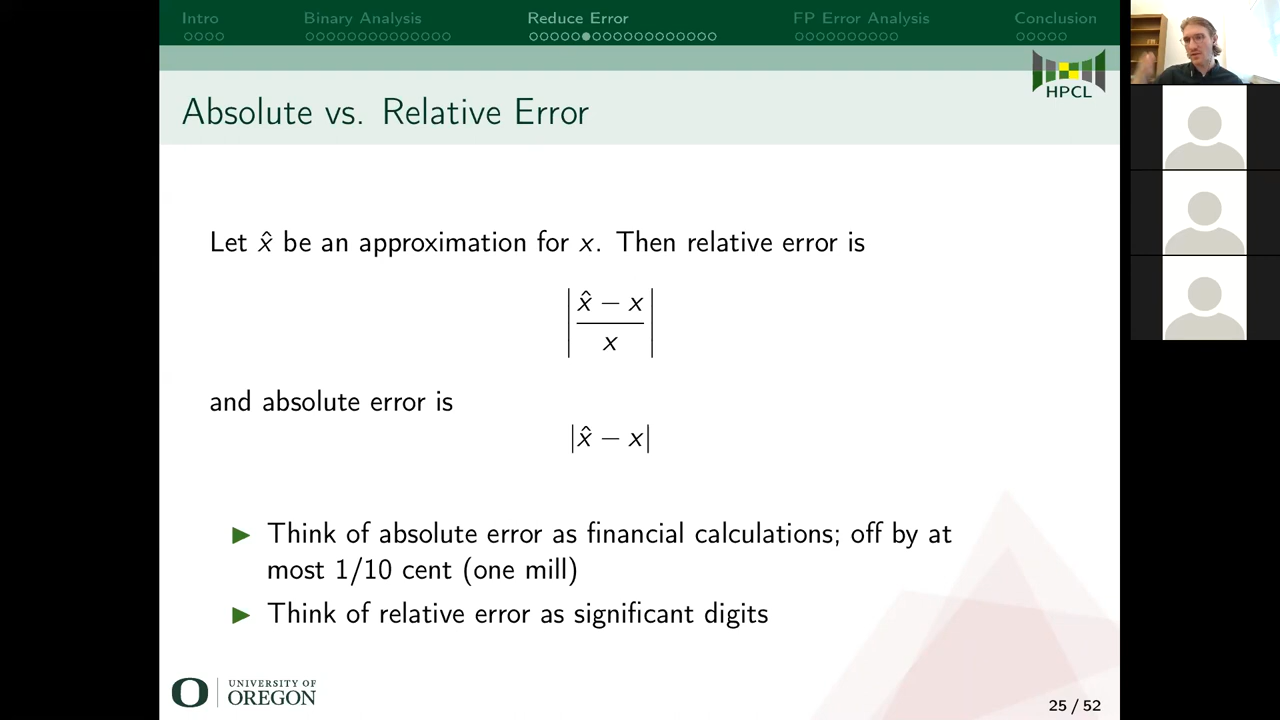 Intro Binary Analysis Reduce Error FP Error Analysis Conclusion
HPCL
Absolute vs. Relative Error
Let x̂ be an approximation for x. Then relative error is
|(x̂ − x)/x|
and absolute error is
|x̂ − x|
▶ Think of absolute error as financial calculations; off by at
most 1/10 cent (one mill)
▶ Think of relative error as significant digits
O UNIVERSITY OF
OREGON
25 / 52